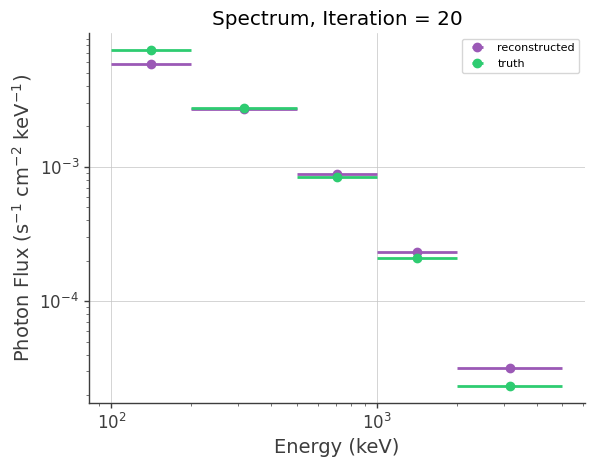 Spectrum, Iteration = 20
reconstructed
truth
Photon Flux (s⁻¹ cm⁻² keV⁻¹)
10⁻³
10⁻⁴
10²
10³
Energy (keV)